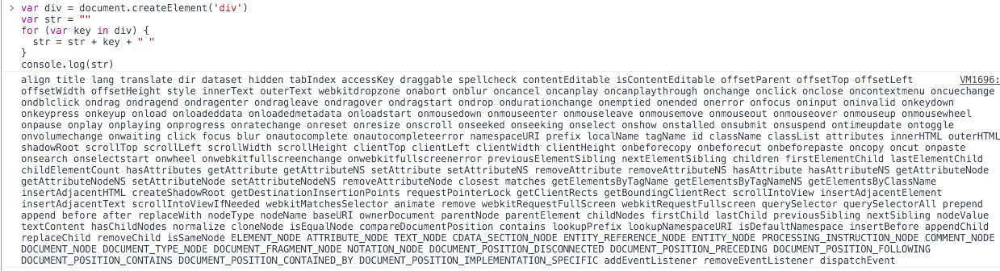 > var div = document.createElement('div')
var str = ""
for (var key in div) {
  str = str + key + " "
}
console.log(str)
align title lang translate dir dataset hidden tabIndex accessKey draggable spellcheck contentEditable isContentEditable offsetParent offsetTop offsetLeft VM1696:
offsetWidth offsetHeight style innerText outerText webkitdropzone onabort onblur oncancel oncanplay oncanplaythrough onchange onclick onclose oncontextmenu oncuechange
ondblclick ondrag ondragend ondragenter ondragleave ondragover ondragstart ondrop ondurationchange onemptied onended onerror onfocus oninput oninvalid onkeydown
onkeypress onkeyup onload onloadeddata onloadedmetadata onloadstart onmousedown onmouseenter onmouseleave onmousemove onmouseout onmouseover onmouseup onmousewheel
onpause onplay onplaying onprogress onratechange onreset onresize onscroll onseeked onseeking onselect onshow onstalled onsubmit onsuspend ontimeupdate ontoggle
onvolumechange onwaiting click focus blur onautocomplete onautocompleteerror namespaceURI prefix localName tagName id className classList attributes innerHTML outerHTML
shadowRoot scrollTop scrollLeft scrollWidth scrollHeight clientTop clientLeft clientWidth clientHeight onbeforecopy onbeforecut onbeforepaste oncopy oncut onpaste
onsearch onselectstart onwheel onwebkitfullscreenchange onwebkitfullscreenerror previousElementSibling nextElementSibling children firstElementChild lastElementChild
childElementCount hasAttributes getAttribute getAttributeNS setAttribute setAttributeNS removeAttribute removeAttributeNS hasAttribute hasAttributeNS getAttributeNode
getAttributeNodeNS setAttributeNode setAttributeNodeNS removeAttributeNode closest matches getElementsByTagName getElementsByTagNameNS getElementsByClassName
insertAdjacentHTML createShadowRoot getDestinationInsertionPoints requestPointerLock getClientRects getBoundingClientRect scrollIntoView insertAdjacentElement
insertAdjacentText scrollIntoViewIfNeeded webkitMatchesSelector animate remove webkitRequestFullScreen webkitRequestFullscreen querySelector querySelectorAll prepend
append before after replaceWith nodeType nodeName baseURI ownerDocument parentNode parentElement childNodes firstChild lastChild previousSibling nextSibling nodeValue
textContent hasChildNodes normalize cloneNode isEqualNode compareDocumentPosition contains lookupPrefix lookupNamespaceURI isDefaultNamespace insertBefore appendChild
replaceChild removeChild isSameNode ELEMENT_NODE ATTRIBUTE_NODE TEXT_NODE CDATA_SECTION_NODE ENTITY_REFERENCE_NODE ENTITY_NODE PROCESSING_INSTRUCTION_NODE COMMENT_NODE
DOCUMENT_NODE DOCUMENT_TYPE_NODE DOCUMENT_FRAGMENT_NODE NOTATION_NODE DOCUMENT_POSITION_DISCONNECTED DOCUMENT_POSITION_PRECEDING DOCUMENT_POSITION_FOLLOWING
DOCUMENT_POSITION_CONTAINS DOCUMENT_POSITION_CONTAINED_BY DOCUMENT_POSITION_IMPLEMENTATION_SPECIFIC addEventListener removeEventListener dispatchEvent